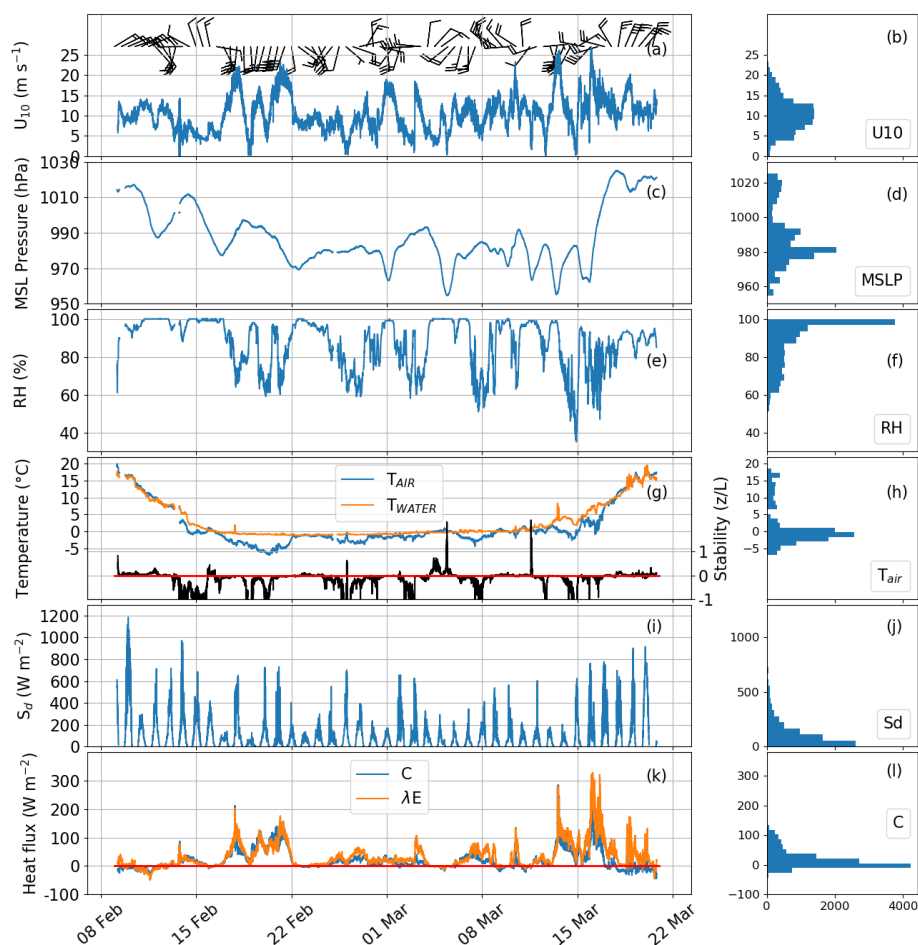 U10 (m s−1)
25
20
15
10
5
0
(a)
25
20
15
10
5
0
(b)
U10
MSL Pressure (hPa)
1030
1010
990
970
950
(c)
1020
1000
980
960
(d)
MSLP
RH (%)
100
80
60
40
(e)
100
80
60
40
(f)
RH
Temperature (°C)
20
15
10
5
0
-5
TAIR
TWATER
(g)
1
0
-1
Stability (z/L)
20
15
10
5
0
−5
(h)
Tair
Sd (W m−2)
1200
1000
800
600
400
200
0
(i)
1000
500
0
(j)
Sd
Heat flux (W m−2)
300
200
100
0
-100
C
λE
(k)
300
200
100
0
−100
(l)
C
08 Feb
15 Feb
22 Feb
01 Mar
08 Mar
15 Mar
22 Mar
0
2000
4000